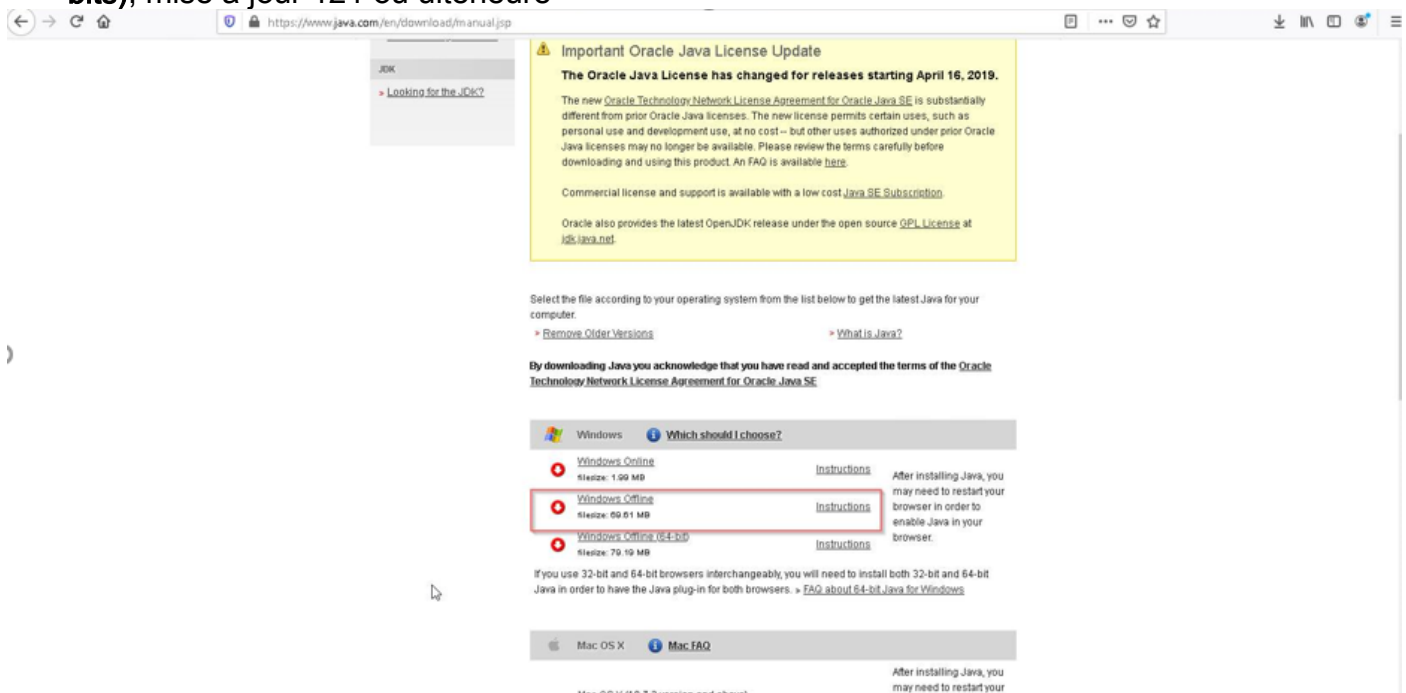 bits), mise à jour 121 ou ultérieure
https://www.java.com/en/download/manual.jsp
JDK
» Looking for the JDK?
Important Oracle Java License Update
The Oracle Java License has changed for releases starting April 16, 2019.
The new Oracle Technology Network License Agreement for Oracle Java SE is substantially
different from prior Oracle Java licenses. The new license permits certain uses, such as
personal use and development use, at no cost -- but other uses authorized under prior Oracle
Java licenses may no longer be available. Please review the terms carefully before
downloading and using this product. An FAQ is available here.
Commercial license and support is available with a low cost Java SE Subscription.
Oracle also provides the latest OpenJDK release under the open source GPL License at
jdk.java.net.
Select the file according to your operating system from the list below to get the latest Java for your
computer.
» Remove Older Versions
» What is Java?
By downloading Java you acknowledge that you have read and accepted the terms of the Oracle
Technology Network License Agreement for Oracle Java SE
Windows Which should I choose?
Windows Online
filesize: 1.99 MB
Instructions
Windows Offline
filesize: 69.61 MB
Instructions
Windows Offline (64-bit)
filesize: 79.19 MB
Instructions
After installing Java, you
may need to restart your
browser in order to
enable Java in your
browser.
If you use 32-bit and 64-bit browsers interchangeably, you will need to install both 32-bit and 64-bit
Java in order to have the Java plug-in for both browsers. » FAQ about 64-bit Java for Windows
Mac OS X Mac FAQ
After installing Java, you
may need to restart your